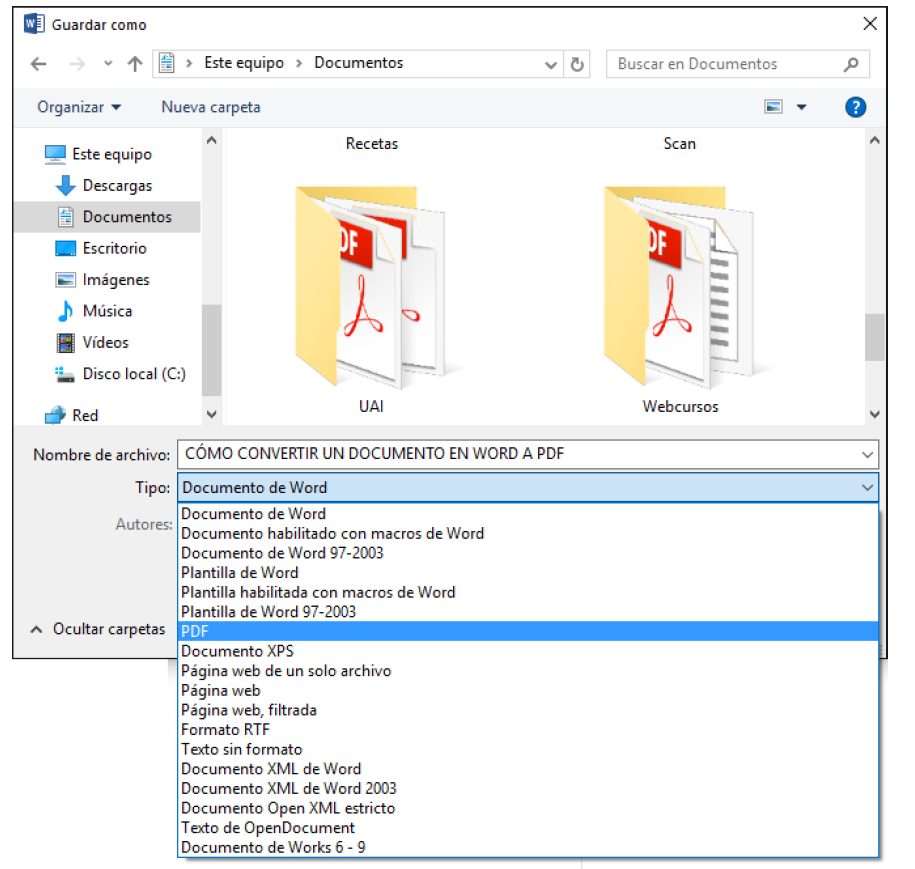 Guardar como
Este equipo > Documentos
Buscar en Documentos
Organizar
Nueva carpeta
?
Este equipo
Descargas
Documentos
Escritorio
Imágenes
Música
Vídeos
Disco local (C:)
Red
Recetas
Scan
PDF
PDF
UAI
Webcursos
Nombre de archivo: CÓMO CONVERTIR UN DOCUMENTO EN WORD A PDF
Tipo: Documento de Word
Autores:
Documento de Word
Documento habilitado con macros de Word
Documento de Word 97-2003
Plantilla de Word
Plantilla habilitada con macros de Word
Plantilla de Word 97-2003
PDF
Documento XPS
Página web de un solo archivo
Página web
Página web, filtrada
Formato RTF
Texto sin formato
Documento XML de Word
Documento XML de Word 2003
Documento Open XML estricto
Texto de OpenDocument
Documento de Works 6 - 9
Ocultar carpetas